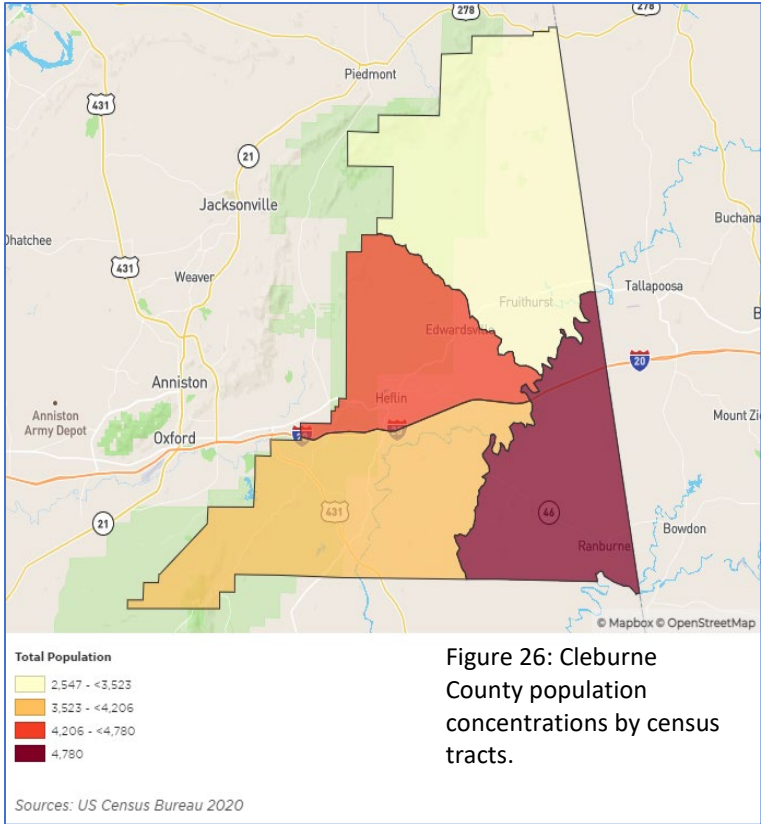 278
278
Piedmont
431
21
Jacksonville
Buchana
Ohatchee
431
Weaver
Tallapoosa
Fruithurst
Edwardsville
20
Anniston
Heflin
Anniston
Army Depot
Oxford
Mount Zi
431
46
21
Bowdon
Ranburne
© Mapbox © OpenStreetMap
Total Population
2,547 - <3,523
3,523 - <4,206
4,206 - <4,780
4,780
Figure 26: Cleburne
County population
concentrations by census
tracts.
Sources: US Census Bureau 2020